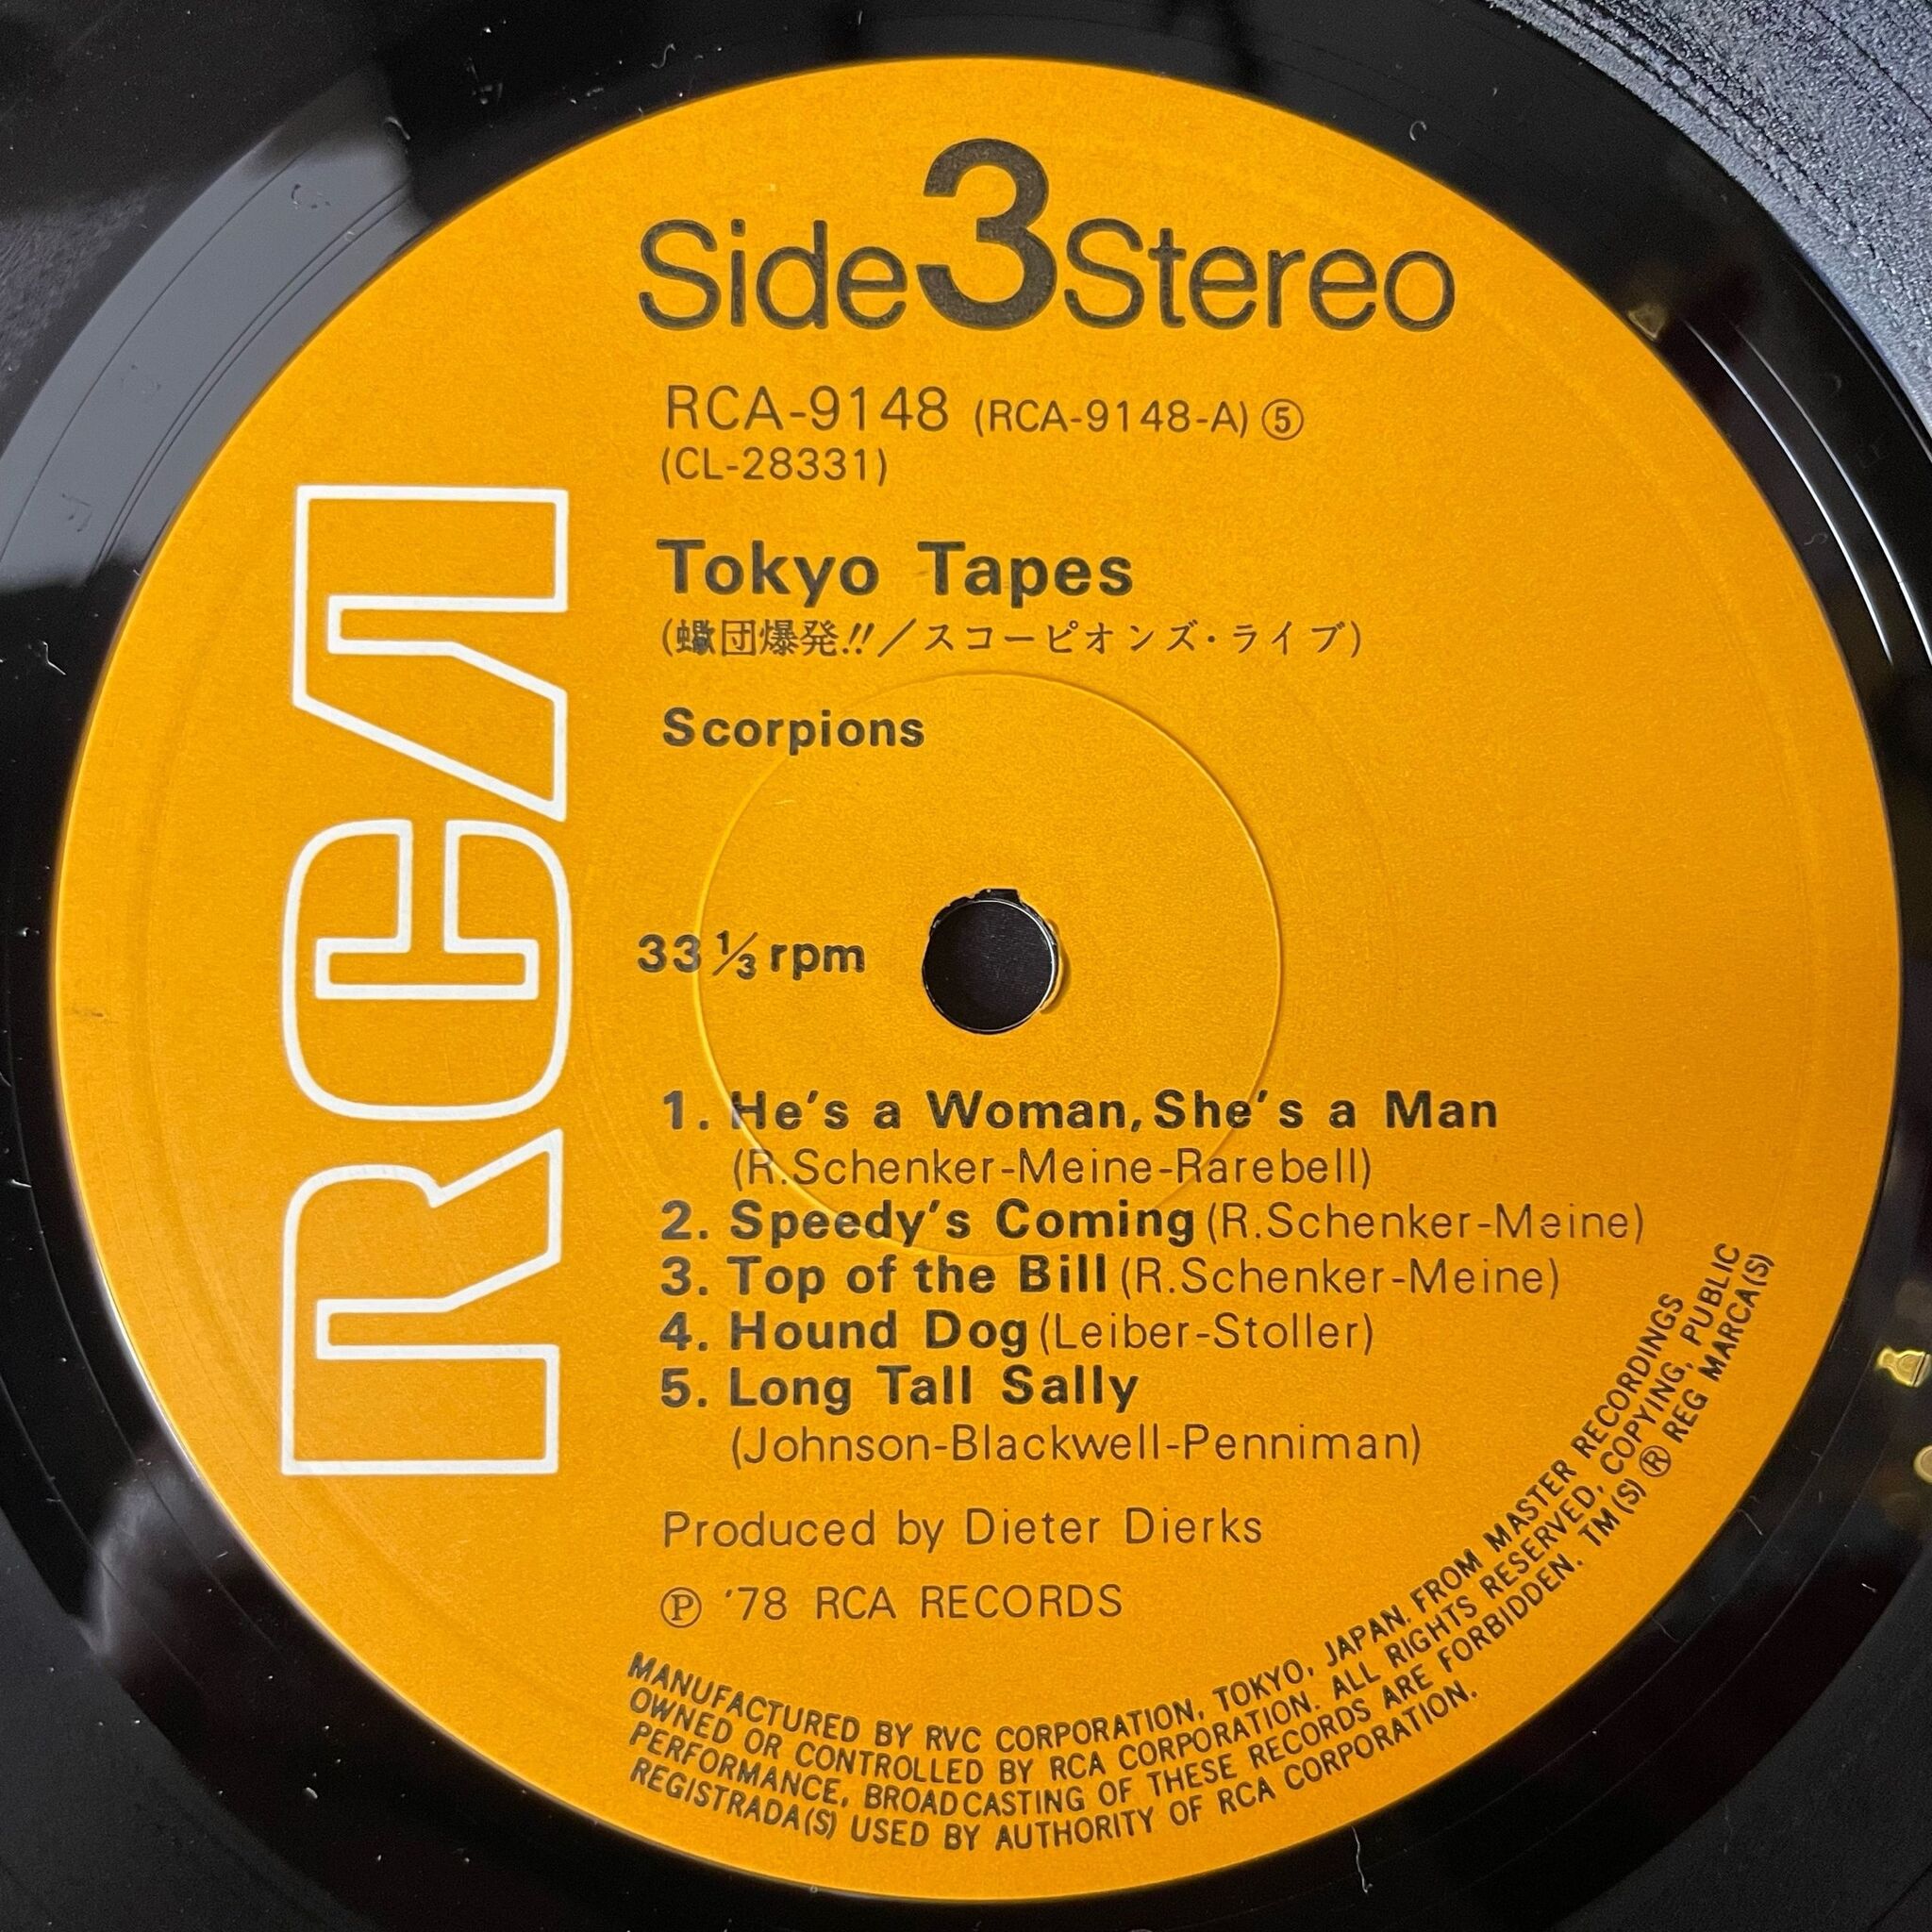 Side 3 Stereo
RCA-9148 (RCA-9148-A) ⑤
(CL-28331)
Tokyo Tapes
(蠍団爆発!!／スコーピオンズ・ライブ)
Scorpions
RCA
33 1/3 rpm
1. He's a Woman, She's a Man
(R.Schenker-Meine-Rarebell)
2. Speedy's Coming (R.Schenker-Meine)
3. Top of the Bill (R.Schenker-Meine)
4. Hound Dog (Leiber-Stoller)
5. Long Tall Sally
(Johnson-Blackwell-Penniman)
Produced by Dieter Dierks
Ⓟ '78 RCA RECORDS
MANUFACTURED BY RVC CORPORATION, TOKYO, JAPAN. FROM MASTER RECORDINGS
OWNED OR CONTROLLED BY RCA CORPORATION. ALL RIGHTS RESERVED, COPYING, PUBLIC
PERFORMANCE, BROADCASTING OF THESE RECORDS ARE FORBIDDEN. TM(S) ® REG MARCA(S)
REGISTRADA(S) USED BY AUTHORITY OF RCA CORPORATION.